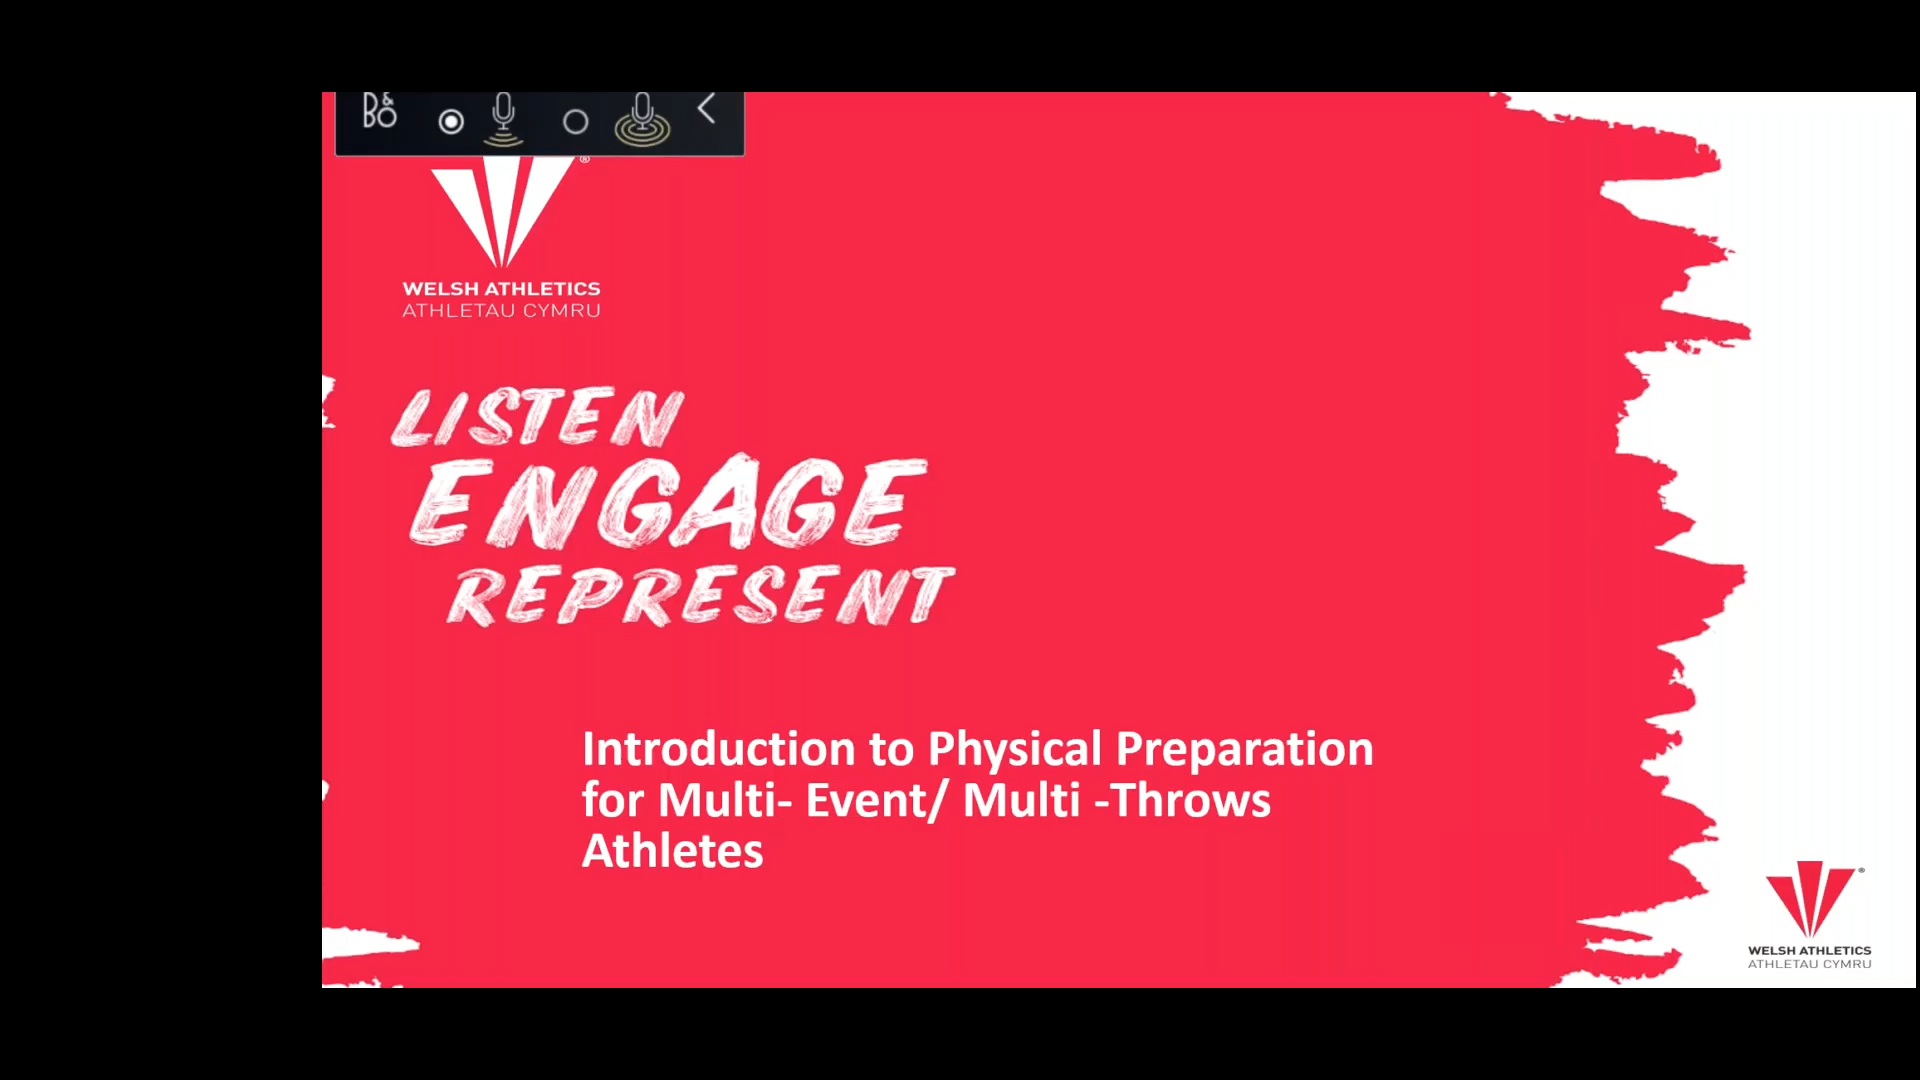 B&O
®
WELSH ATHLETICS
ATHLETAU CYMRU
LISTEN
ENGAGE
REPRESENT
Introduction to Physical Preparation
for Multi- Event/ Multi -Throws
Athletes
®
WELSH ATHLETICS
ATHLETAU CYMRU